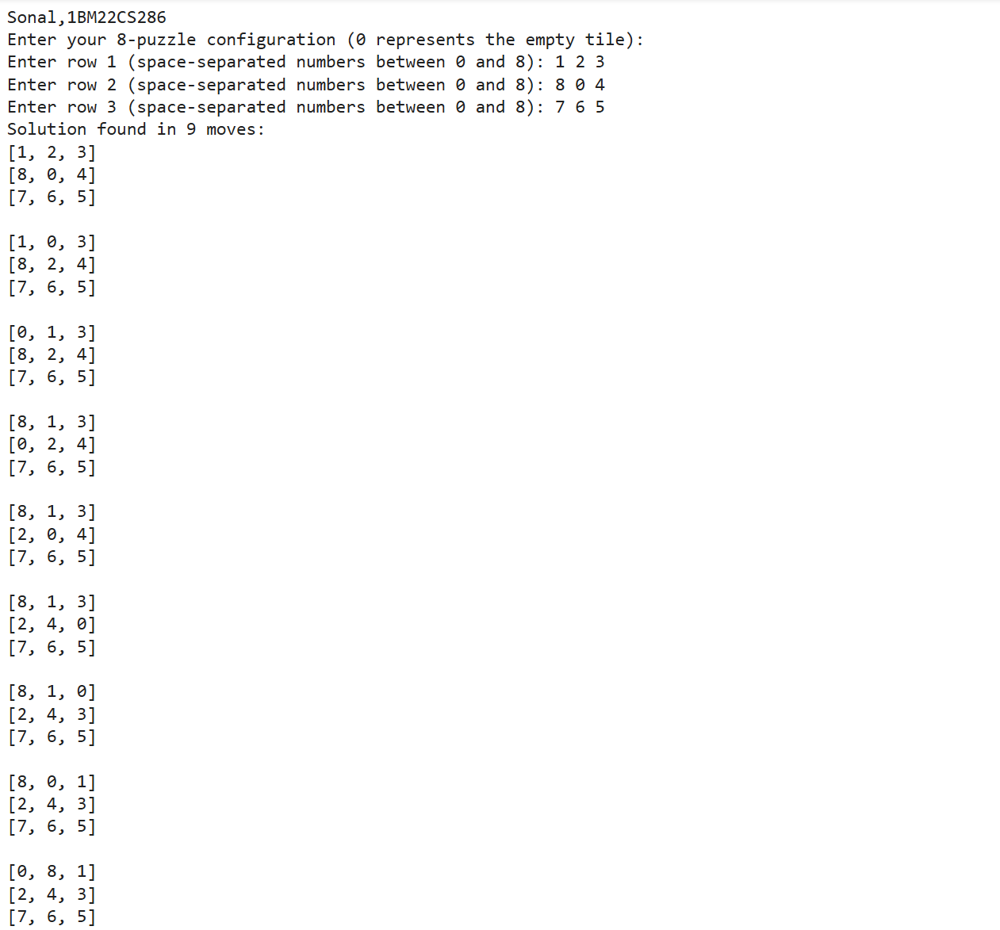 Sonal,1BM22CS286
Enter your 8-puzzle configuration (0 represents the empty tile):
Enter row 1 (space-separated numbers between 0 and 8): 1 2 3
Enter row 2 (space-separated numbers between 0 and 8): 8 0 4
Enter row 3 (space-separated numbers between 0 and 8): 7 6 5
Solution found in 9 moves:
[1, 2, 3]
[8, 0, 4]
[7, 6, 5]

[1, 0, 3]
[8, 2, 4]
[7, 6, 5]

[0, 1, 3]
[8, 2, 4]
[7, 6, 5]

[8, 1, 3]
[0, 2, 4]
[7, 6, 5]

[8, 1, 3]
[2, 0, 4]
[7, 6, 5]

[8, 1, 3]
[2, 4, 0]
[7, 6, 5]

[8, 1, 0]
[2, 4, 3]
[7, 6, 5]

[8, 0, 1]
[2, 4, 3]
[7, 6, 5]

[0, 8, 1]
[2, 4, 3]
[7, 6, 5]